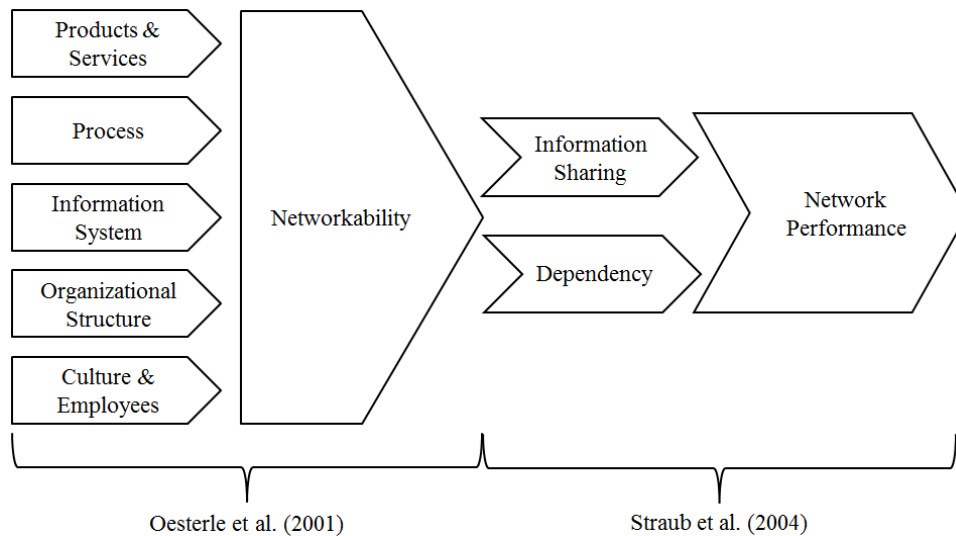 Products &
Services
Process
Information
System
Organizational
Structure
Culture &
Employees
Networkability
Information
Sharing
Dependency
Network
Performance
Oesterle et al. (2001)
Straub et al. (2004)